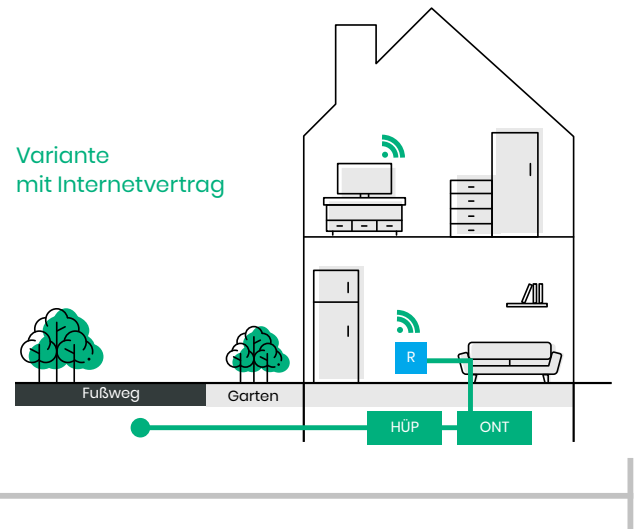 Variante
mit Internetvertrag
R
Fußweg
Garten
HÜP
ONT